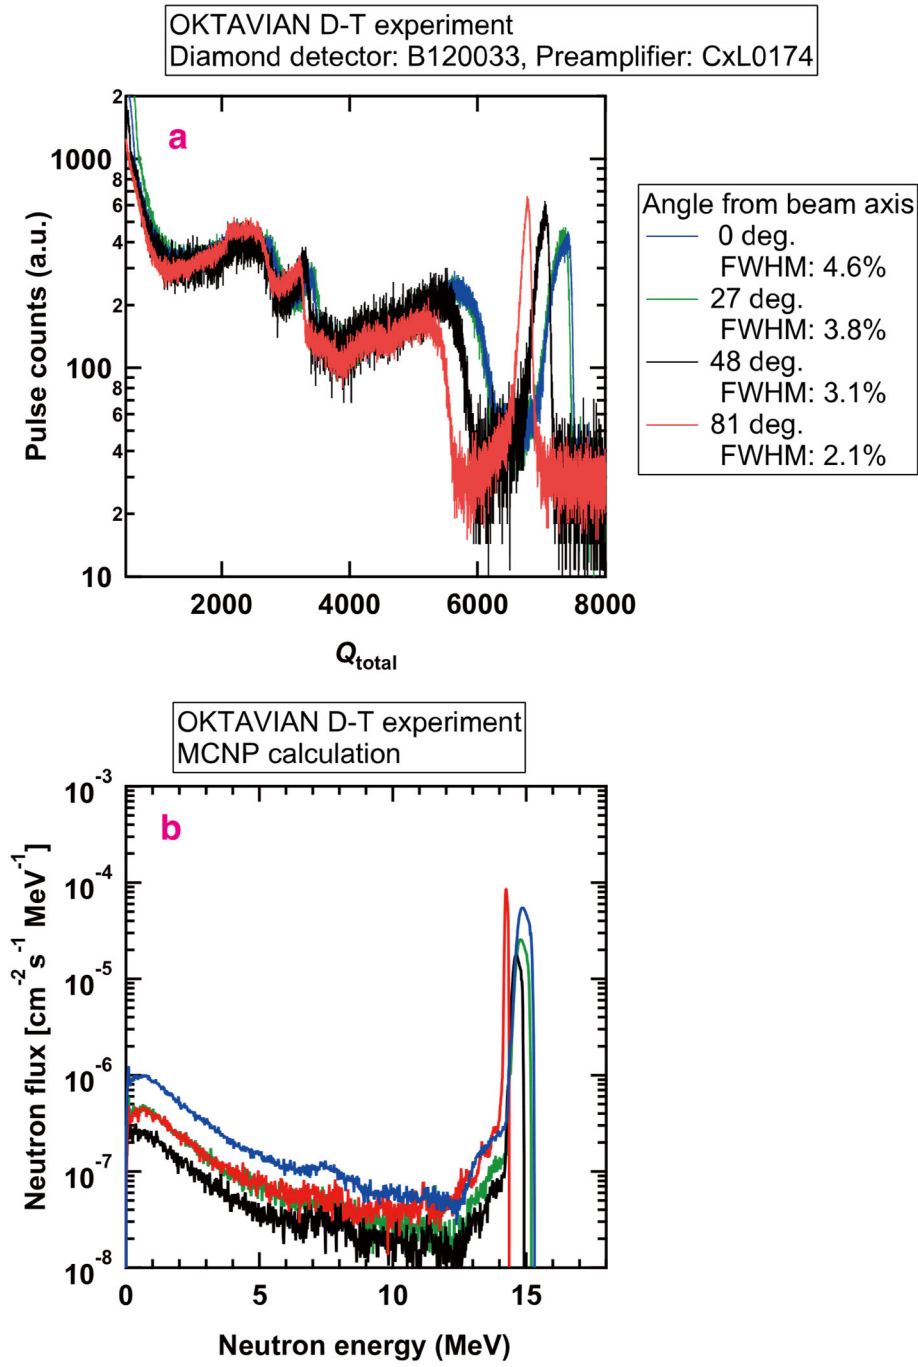 OKTAVIAN D-T experiment
Diamond detector: B120033, Preamplifier: CxL0174
a
Pulse counts (a.u.)
2
1000
8
6
4
2
100
8
6
4
2
10
2000 4000 6000 8000
Qtotal
Angle from beam axis
0 deg.
FWHM: 4.6%
27 deg.
FWHM: 3.8%
48 deg.
FWHM: 3.1%
81 deg.
FWHM: 2.1%
OKTAVIAN D-T experiment
MCNP calculation
b
Neutron flux [cm⁻² s⁻¹ MeV⁻¹]
10⁻³
10⁻⁴
10⁻⁵
10⁻⁶
10⁻⁷
10⁻⁸
0 5 10 15
Neutron energy (MeV)